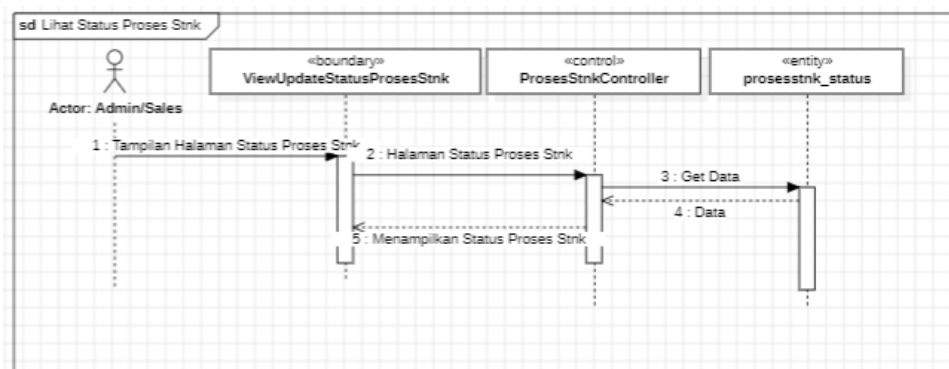 sd Lihat Status Proses Stnk
Actor: Admin/Sales
«boundary»
ViewUpdateStatusProsesStnk
«control»
ProsesStnkController
«entity»
prosesstnk_status
1 : Tampilan Halaman Status Proses Stnk
2 : Halaman Status Proses Stnk
3 : Get Data
4 : Data
5 : Menampilkan Status Proses Stnk